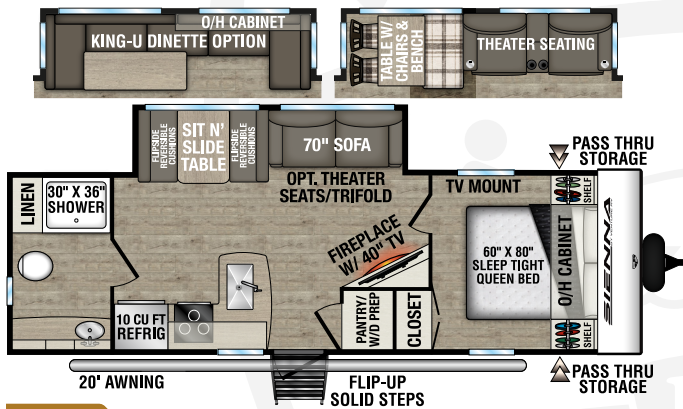 O/H CABINET
KING-U DINETTE OPTION
TABLE W/
CHAIRS &
BENCH
THEATER SEATING
FLIPSIDE
REVERSIBLE
CUSHIONS
SIT N'
SLIDE
TABLE
FLIPSIDE
REVERSIBLE
CUSHIONS
70" SOFA
OPT. THEATER
SEATS/TRIFOLD
PASS THRU
STORAGE
TV MOUNT
SHELF
LINEN
30" X 36"
SHOWER
FIREPLACE
W/ 40" TV
60" X 80"
SLEEP TIGHT
QUEEN BED
O/H CABINET
SIENNA
10 CU FT
REFRIG
PANTRY/
W/D PREP
CLOSET
SHELF
20' AWNING
FLIP-UP
SOLID STEPS
PASS THRU
STORAGE